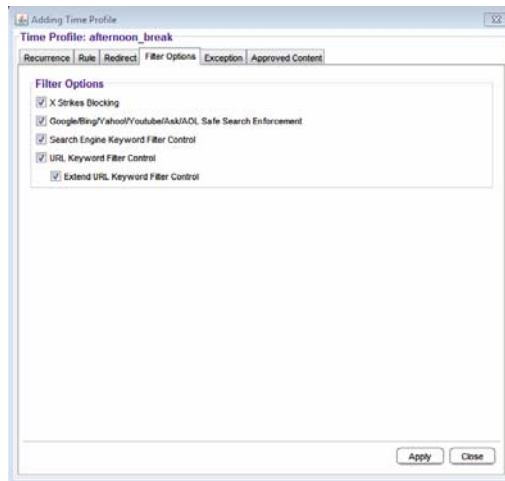 Adding Time Profile
Time Profile: afternoon_break
Recurrence Rule Redirect Filter Options Exception Approved Content
Filter Options
X Strikes Blocking
Google/Bing/Yahoo!/Youtube/Ask/AOL Safe Search Enforcement
Search Engine Keyword Filter Control
URL Keyword Filter Control
Extend URL Keyword Filter Control
Apply Close